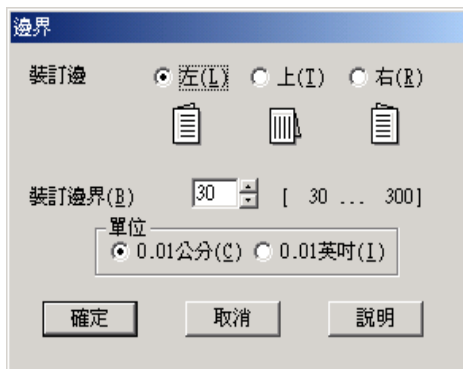 邊界
裝訂邊 左(L) 上(T) 右(R)
裝訂邊界(B) 30 [ 30 ... 300]
單位
0.01公分(C) 0.01英吋(I)
確定 取消 說明